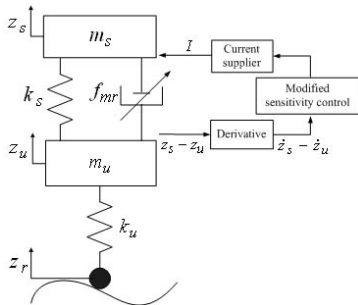 z_s
m_s
I
Current
supplier
k_s
f_mr
Modified
sensitivity control
z_u
m_u
z_s − z_u
Derivative
ż_s − ż_u
k_u
z_r